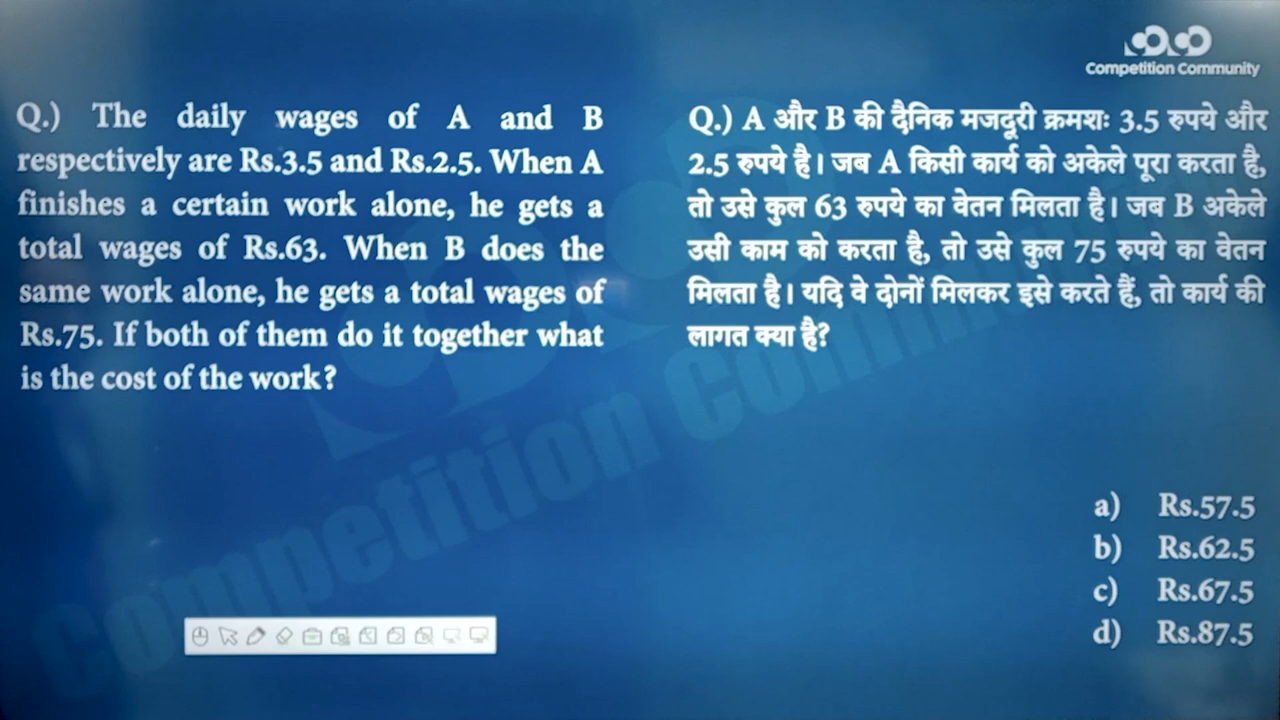 Competition Community
Q.) The daily wages of A and B
respectively are Rs.3.5 and Rs.2.5. When A
finishes a certain work alone, he gets a
total wages of Rs.63. When B does the
same work alone, he gets a total wages of
Rs.75. If both of them do it together what
is the cost of the work?
Q.) A और B की दैनिक मजदूरी क्रमशः 3.5 रुपये और
2.5 रुपये है। जब A किसी कार्य को अकेले पूरा करता है,
तो उसे कुल 63 रुपये का वेतन मिलता है। जब B अकेले
उसी काम को करता है, तो उसे कुल 75 रुपये का वेतन
मिलता है। यदि वे दोनों मिलकर इसे करते हैं, तो कार्य की
लागत क्या है?
a) Rs.57.5
b) Rs.62.5
c) Rs.67.5
d) Rs.87.5
Competition Community